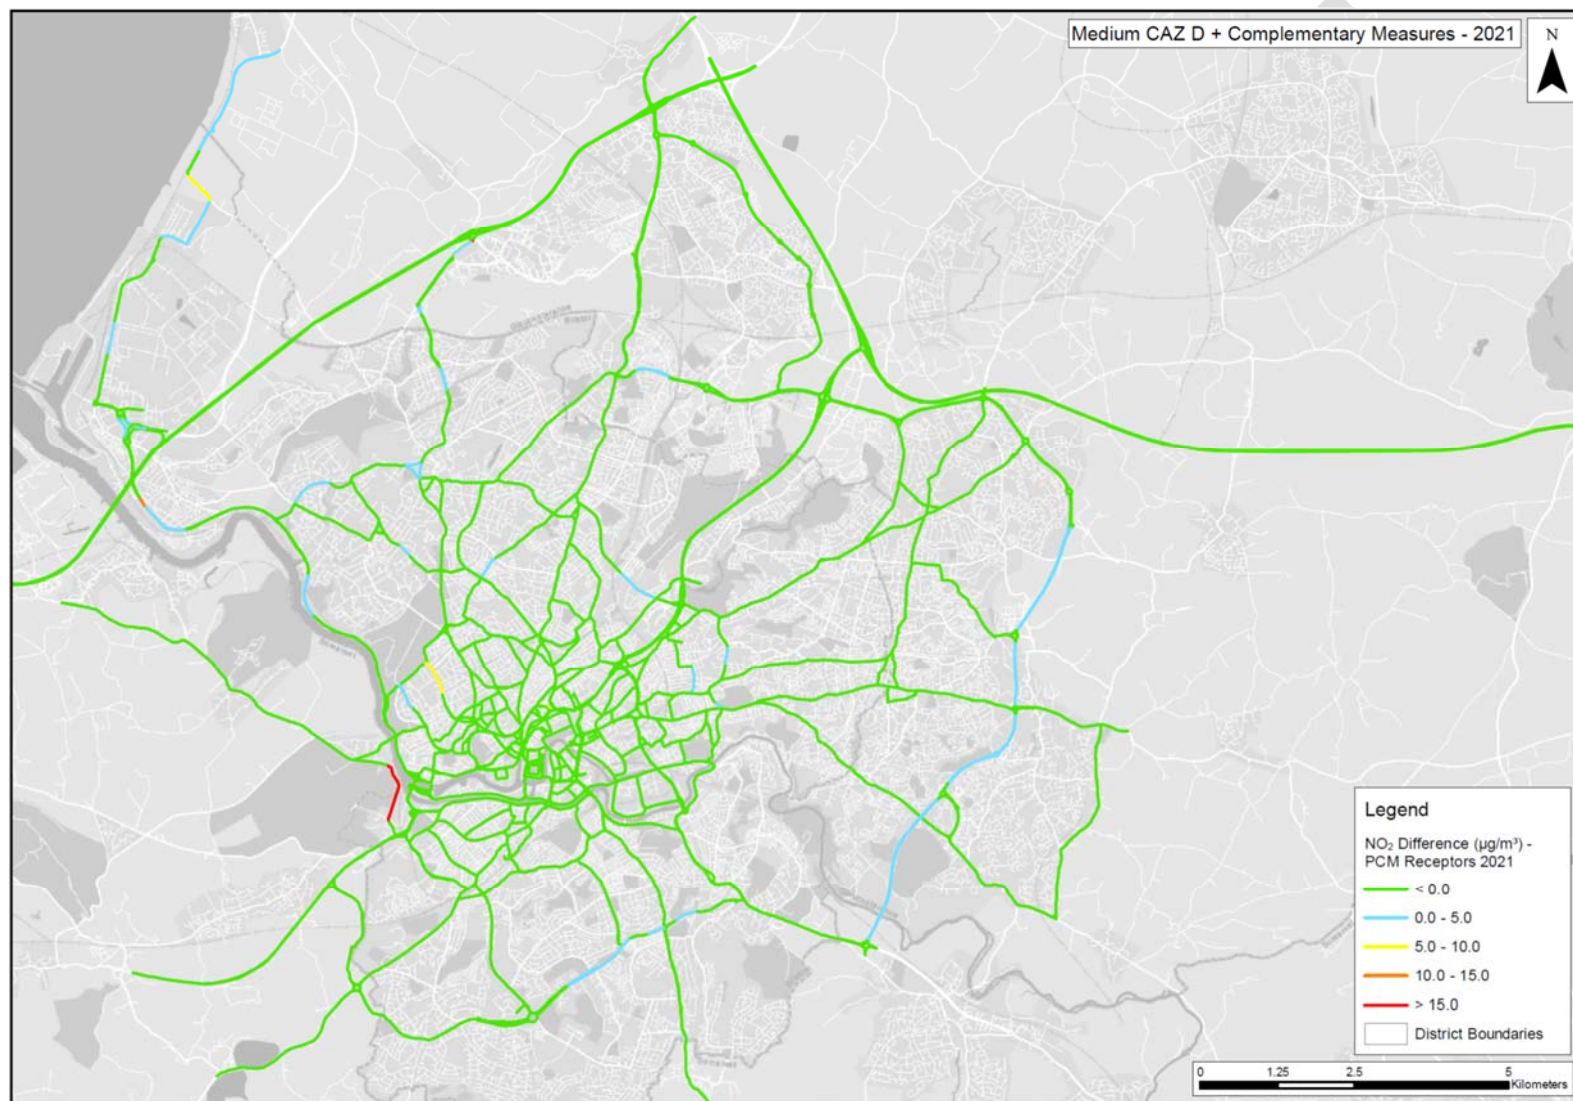 Medium CAZ D + Complementary Measures - 2021
N
Legend
NO₂ Difference (µg/m³) -
PCM Receptors 2021
< 0.0
0.0 - 5.0
5.0 - 10.0
10.0 - 15.0
> 15.0
District Boundaries
0 1.25 2.5 5
Kilometers